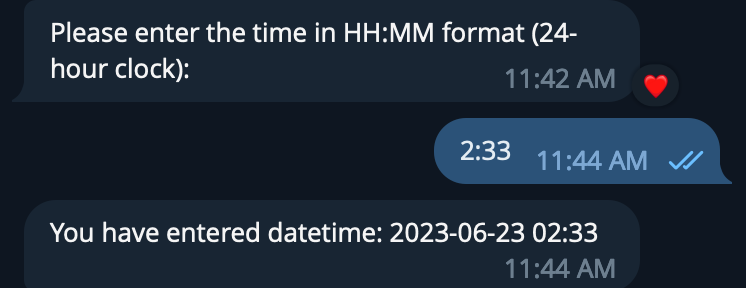 Please enter the time in HH:MM format (24-
hour clock):
11:42 AM
2:33
11:44 AM
You have entered datetime: 2023-06-23 02:33
11:44 AM